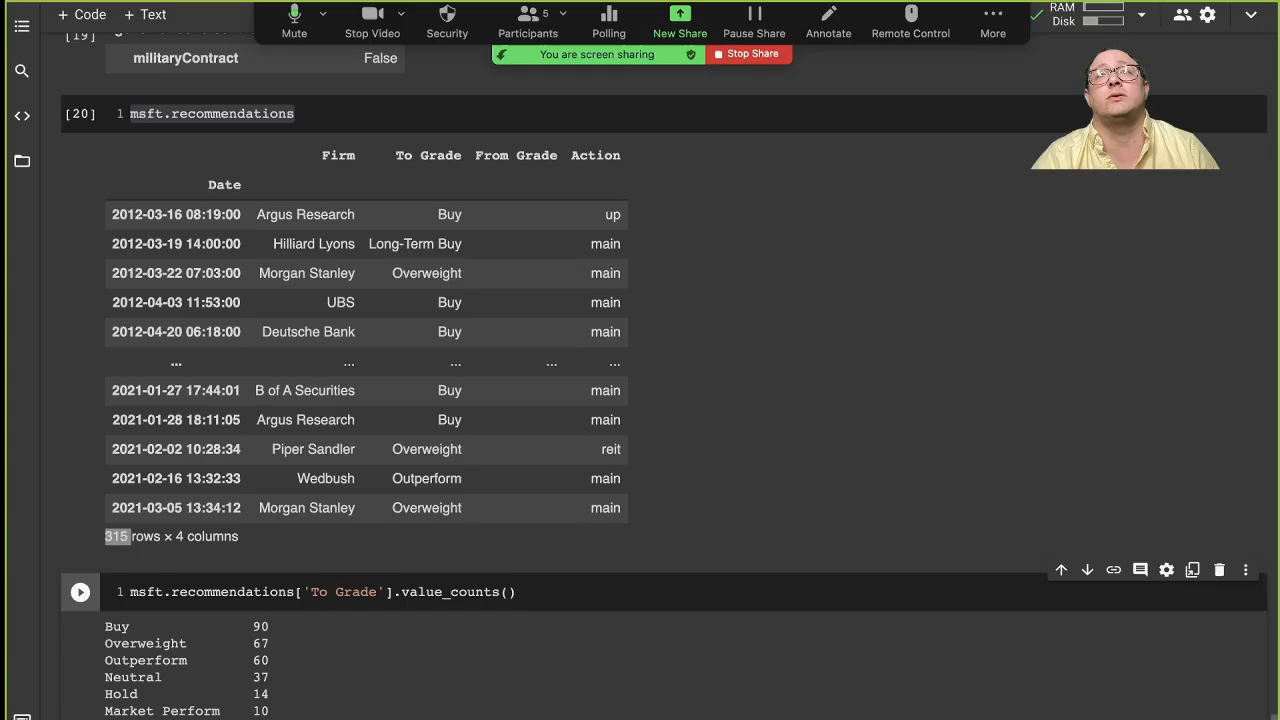 + Code + Text
Mute
Stop Video
Security
5
Participants
Polling
New Share
Pause Share
Annotate
Remote Control
More
RAM
Disk
You are screen sharing
Stop Share
[19]
militaryContract False
[20] 1 msft.recommendations
Firm To Grade From Grade Action
Date
2012-03-16 08:19:00 Argus Research Buy up
2012-03-19 14:00:00 Hilliard Lyons Long-Term Buy main
2012-03-22 07:03:00 Morgan Stanley Overweight main
2012-04-03 11:53:00 UBS Buy main
2012-04-20 06:18:00 Deutsche Bank Buy main
... ... ... ... ...
2021-01-27 17:44:01 B of A Securities Buy main
2021-01-28 18:11:05 Argus Research Buy main
2021-02-02 10:28:34 Piper Sandler Overweight reit
2021-02-16 13:32:33 Wedbush Outperform main
2021-03-05 13:34:12 Morgan Stanley Overweight main
315 rows × 4 columns
1 msft.recommendations['To Grade'].value_counts()
Buy 90
Overweight 67
Outperform 60
Neutral 37
Hold 14
Market Perform 10